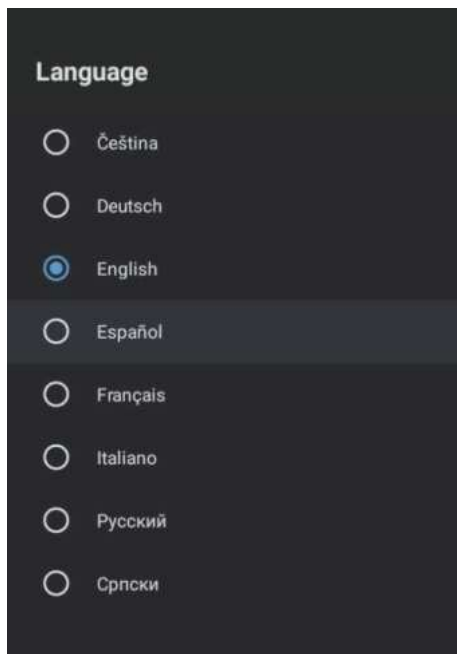 Language
Čeština
Deutsch
English
Español
Français
Italiano
Русский
Српски